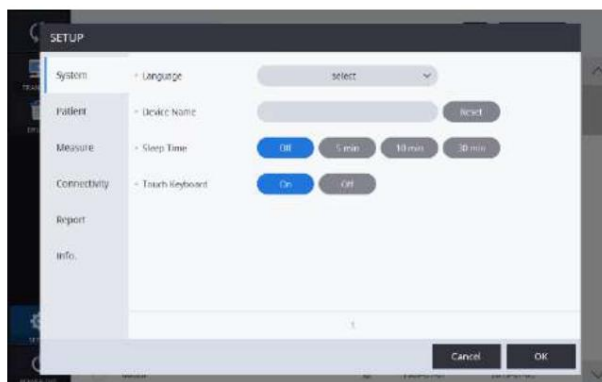 SETUP
System
Language
select
Patient
Device Name
Reset
Measure
Sleep Time
Off
5 min
10 min
30 min
Connectivity
Touch Keyboard
On
Off
Report
Info.
1
Cancel
OK